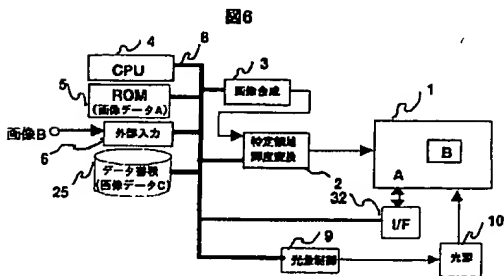 図6
4
8
CPU
3
5
ROM
(画像データA)
画像合成
1
画像B
外部入力
6
特定領域
輝度変換
B
25
データ蓄積
(画像データC)
2
A
32
I/F
9
10
光量制御
光源